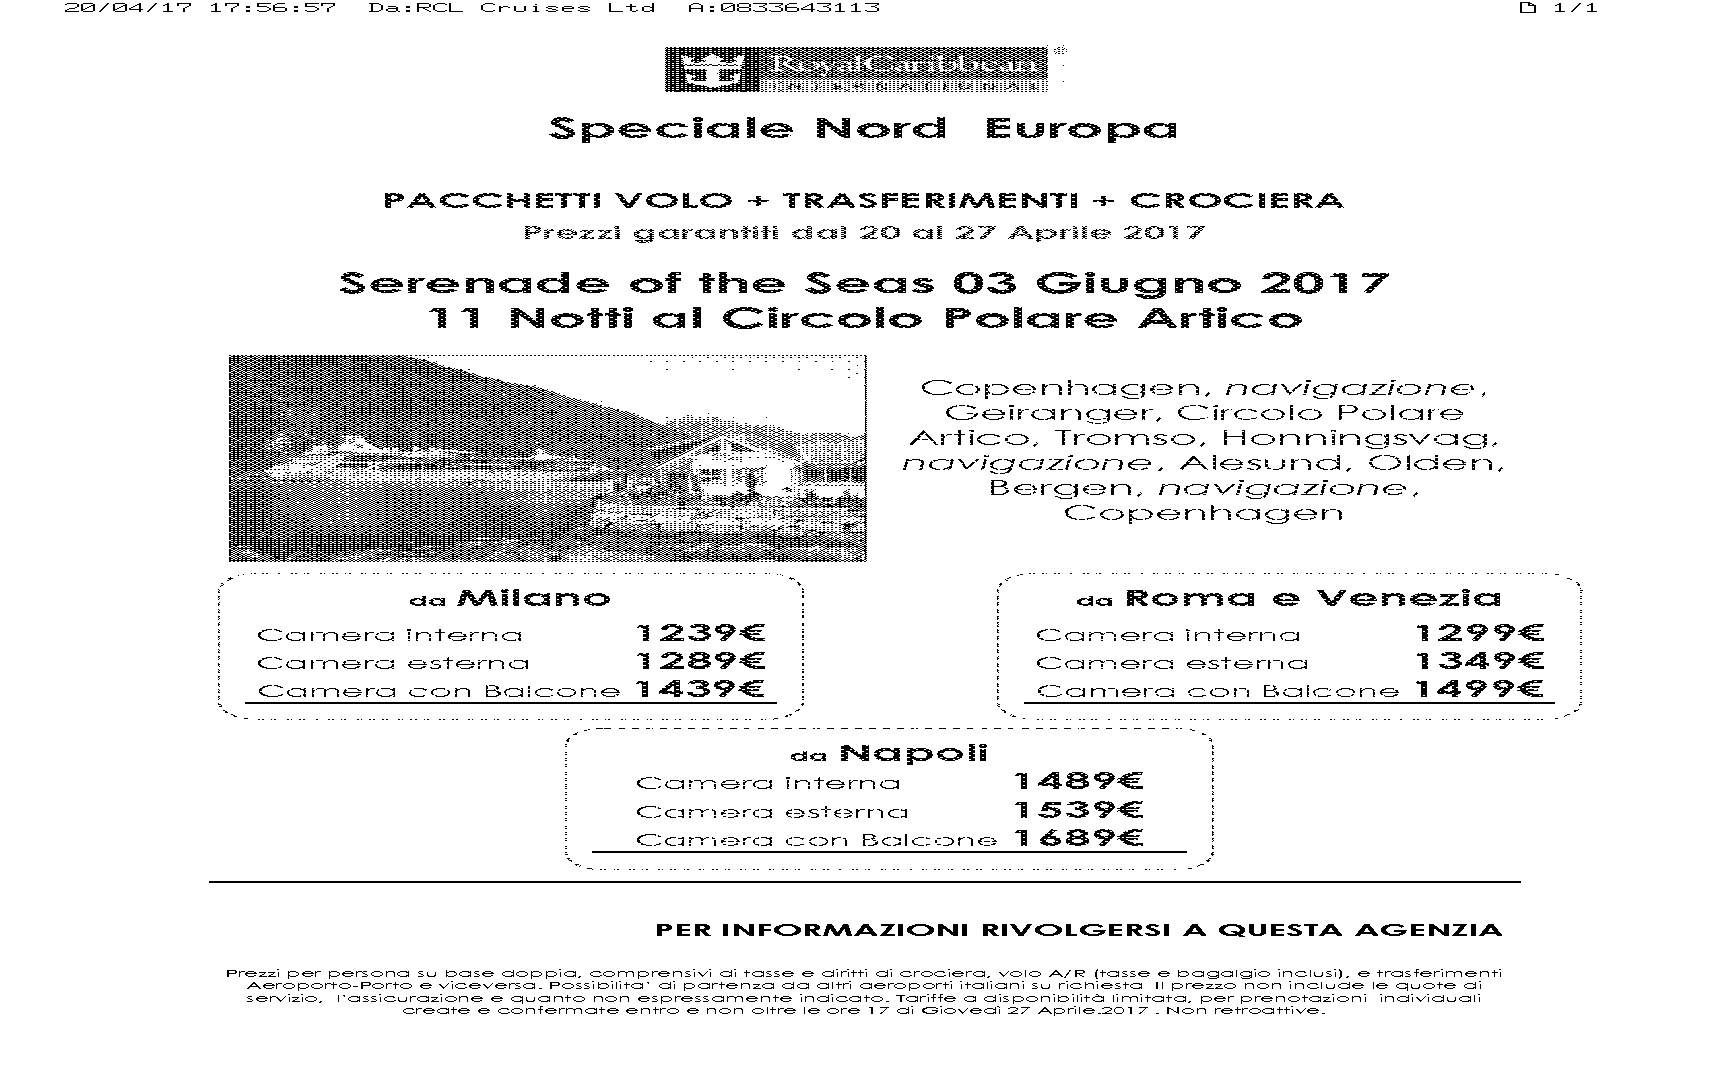 20/04/17 17:56:57 Da:RCL Cruises Ltd A:0833643113 1/1
RoyalCaribbean
INTERNATIONAL
Speciale Nord Europa
PACCHETTI VOLO + TRASFERIMENTI + CROCIERA
Prezzi garantiti dal 20 al 27 Aprile 2017
Serenade of the Seas 03 Giugno 2017
11 Notti al Circolo Polare Artico
Copenhagen, navigazione,
Geiranger, Circolo Polare
Artico, Tromso, Honningsvag,
navigazione, Alesund, Olden,
Bergen, navigazione,
Copenhagen
da Milano
Camera interna 1239€
Camera esterna 1289€
Camera con Balcone 1439€
da Roma e Venezia
Camera interna 1299€
Camera esterna 1349€
Camera con Balcone 1499€
da Napoli
Camera interna 1489€
Camera esterna 1539€
Camera con Balcone 1689€
PER INFORMAZIONI RIVOLGERSI A QUESTA AGENZIA
Prezzi per persona su base doppia, comprensivi di tasse e diritti di crociera, volo A/R (tasse e bagalgio inclusi), e trasferimenti
Aeroporto-Porto e viceversa. Possibilita' di partenza da altri aeroporti italiani su richiesta Il prezzo non include le quote di
servizio, l'assicurazione e quanto non espressamente indicato. Tariffe a disponibilità limitata, per prenotazioni individuali
create e confermate entro e non oltre le ore 17 di Giovedì 27 Aprile.2017 . Non retroattive.